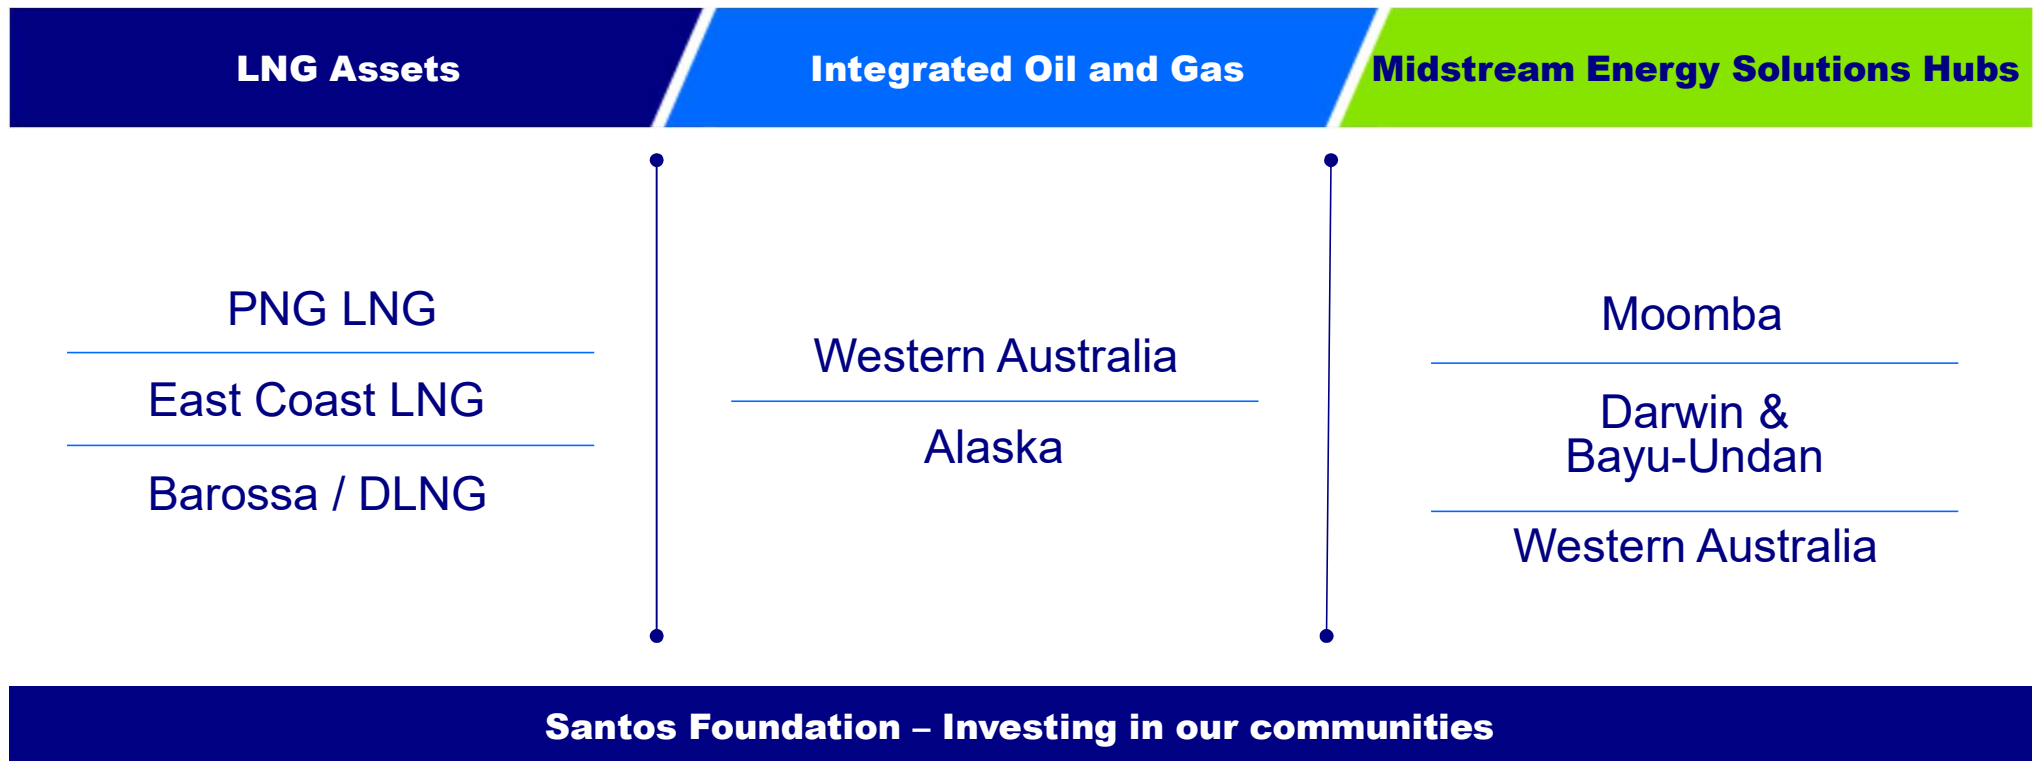 LNG Assets
Integrated Oil and Gas
Midstream Energy Solutions Hubs
PNG LNG
East Coast LNG
Barossa / DLNG
Western Australia
Alaska
Moomba
Darwin &
Bayu-Undan
Western Australia
Santos Foundation – Investing in our communities